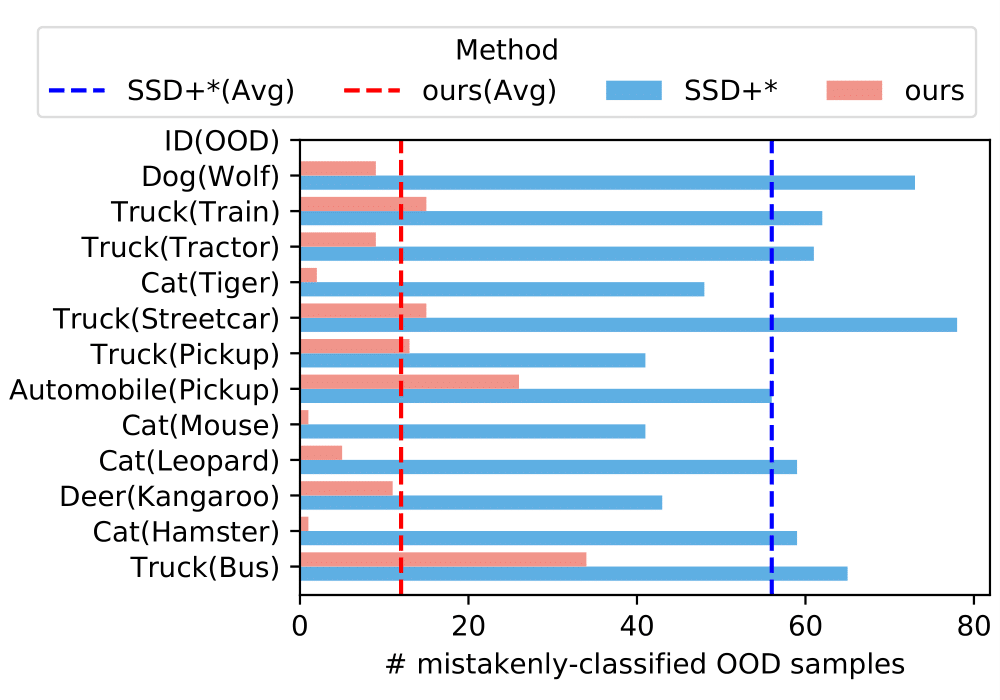 Method
SSD+*(Avg) ours(Avg) SSD+* ours
ID(OOD)
Dog(Wolf)
Truck(Train)
Truck(Tractor)
Cat(Tiger)
Truck(Streetcar)
Truck(Pickup)
Automobile(Pickup)
Cat(Mouse)
Cat(Leopard)
Deer(Kangaroo)
Cat(Hamster)
Truck(Bus)
0 20 40 60 80
# mistakenly-classified OOD samples